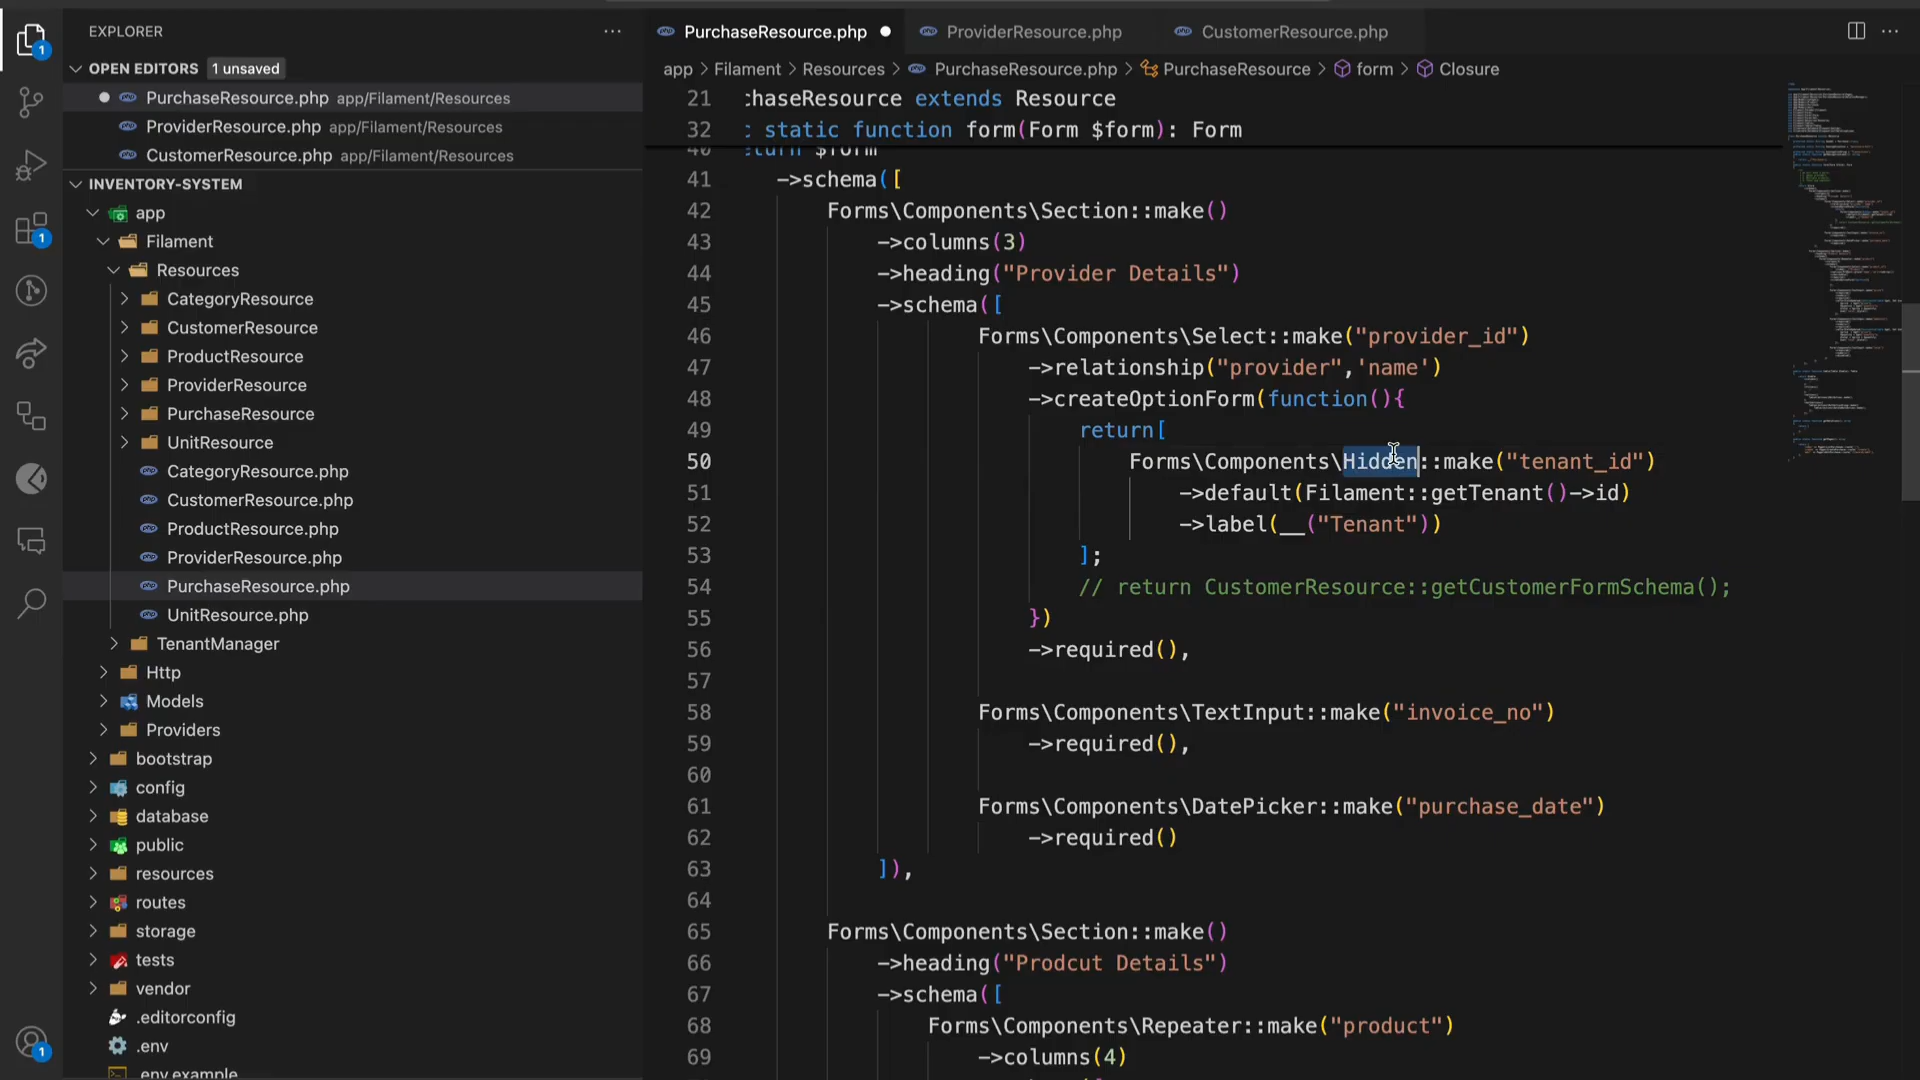 EXPLORER
OPEN EDITORS 1 unsaved
PurchaseResource.php app/Filament/Resources
ProviderResource.php app/Filament/Resources
CustomerResource.php app/Filament/Resources
INVENTORY-SYSTEM
app
Filament
Resources
CategoryResource
CustomerResource
ProductResource
ProviderResource
PurchaseResource
UnitResource
CategoryResource.php
CustomerResource.php
ProductResource.php
ProviderResource.php
PurchaseResource.php
UnitResource.php
TenantManager
Http
Models
Providers
bootstrap
config
database
public
resources
routes
storage
tests
vendor
.editorconfig
.env
.env.example
1
1
1
PurchaseResource.php ProviderResource.php CustomerResource.php
app > Filament > Resources > PurchaseResource.php > PurchaseResource > form > Closure
21 chaseResource extends Resource
32 c static function form(Form $form): Form
40 eturn $form
41 ->schema([
42 Forms\Components\Section::make()
43 ->columns(3)
44 ->heading("Provider Details")
45 ->schema([
46 Forms\Components\Select::make("provider_id")
47 ->relationship("provider",'name')
48 ->createOptionForm(function(){
49 return[
50 Forms\Components\Hidden::make("tenant_id")
51 ->default(Filament::getTenant()->id)
52 ->label(__("Tenant"))
53 ];
54 // return CustomerResource::getCustomerFormSchema();
55 })
56 ->required(),
57
58 Forms\Components\TextInput::make("invoice_no")
59 ->required(),
60
61 Forms\Components\DatePicker::make("purchase_date")
62 ->required()
63 ]),
64
65 Forms\Components\Section::make()
66 ->heading("Prodcut Details")
67 ->schema([
68 Forms\Components\Repeater::make("product")
69 ->columns(4)